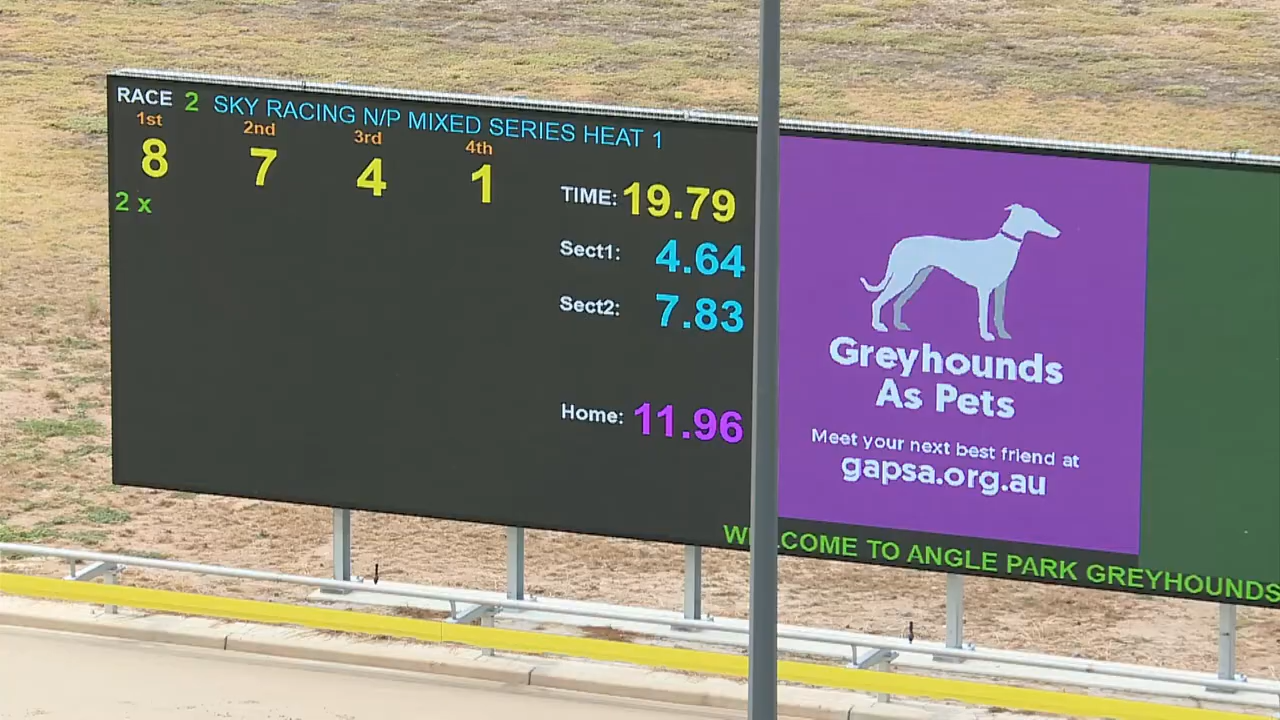 RACE 2 SKY RACING N/P MIXED SERIES HEAT 1
1st 2nd 3rd 4th
8 7 4 1
2 x
TIME: 19.79
Sect1: 4.64
Sect2: 7.83
Home: 11.96
Greyhounds
As Pets
Meet your next best friend at
gapsa.org.au
WELCOME TO ANGLE PARK GREYHOUNDS